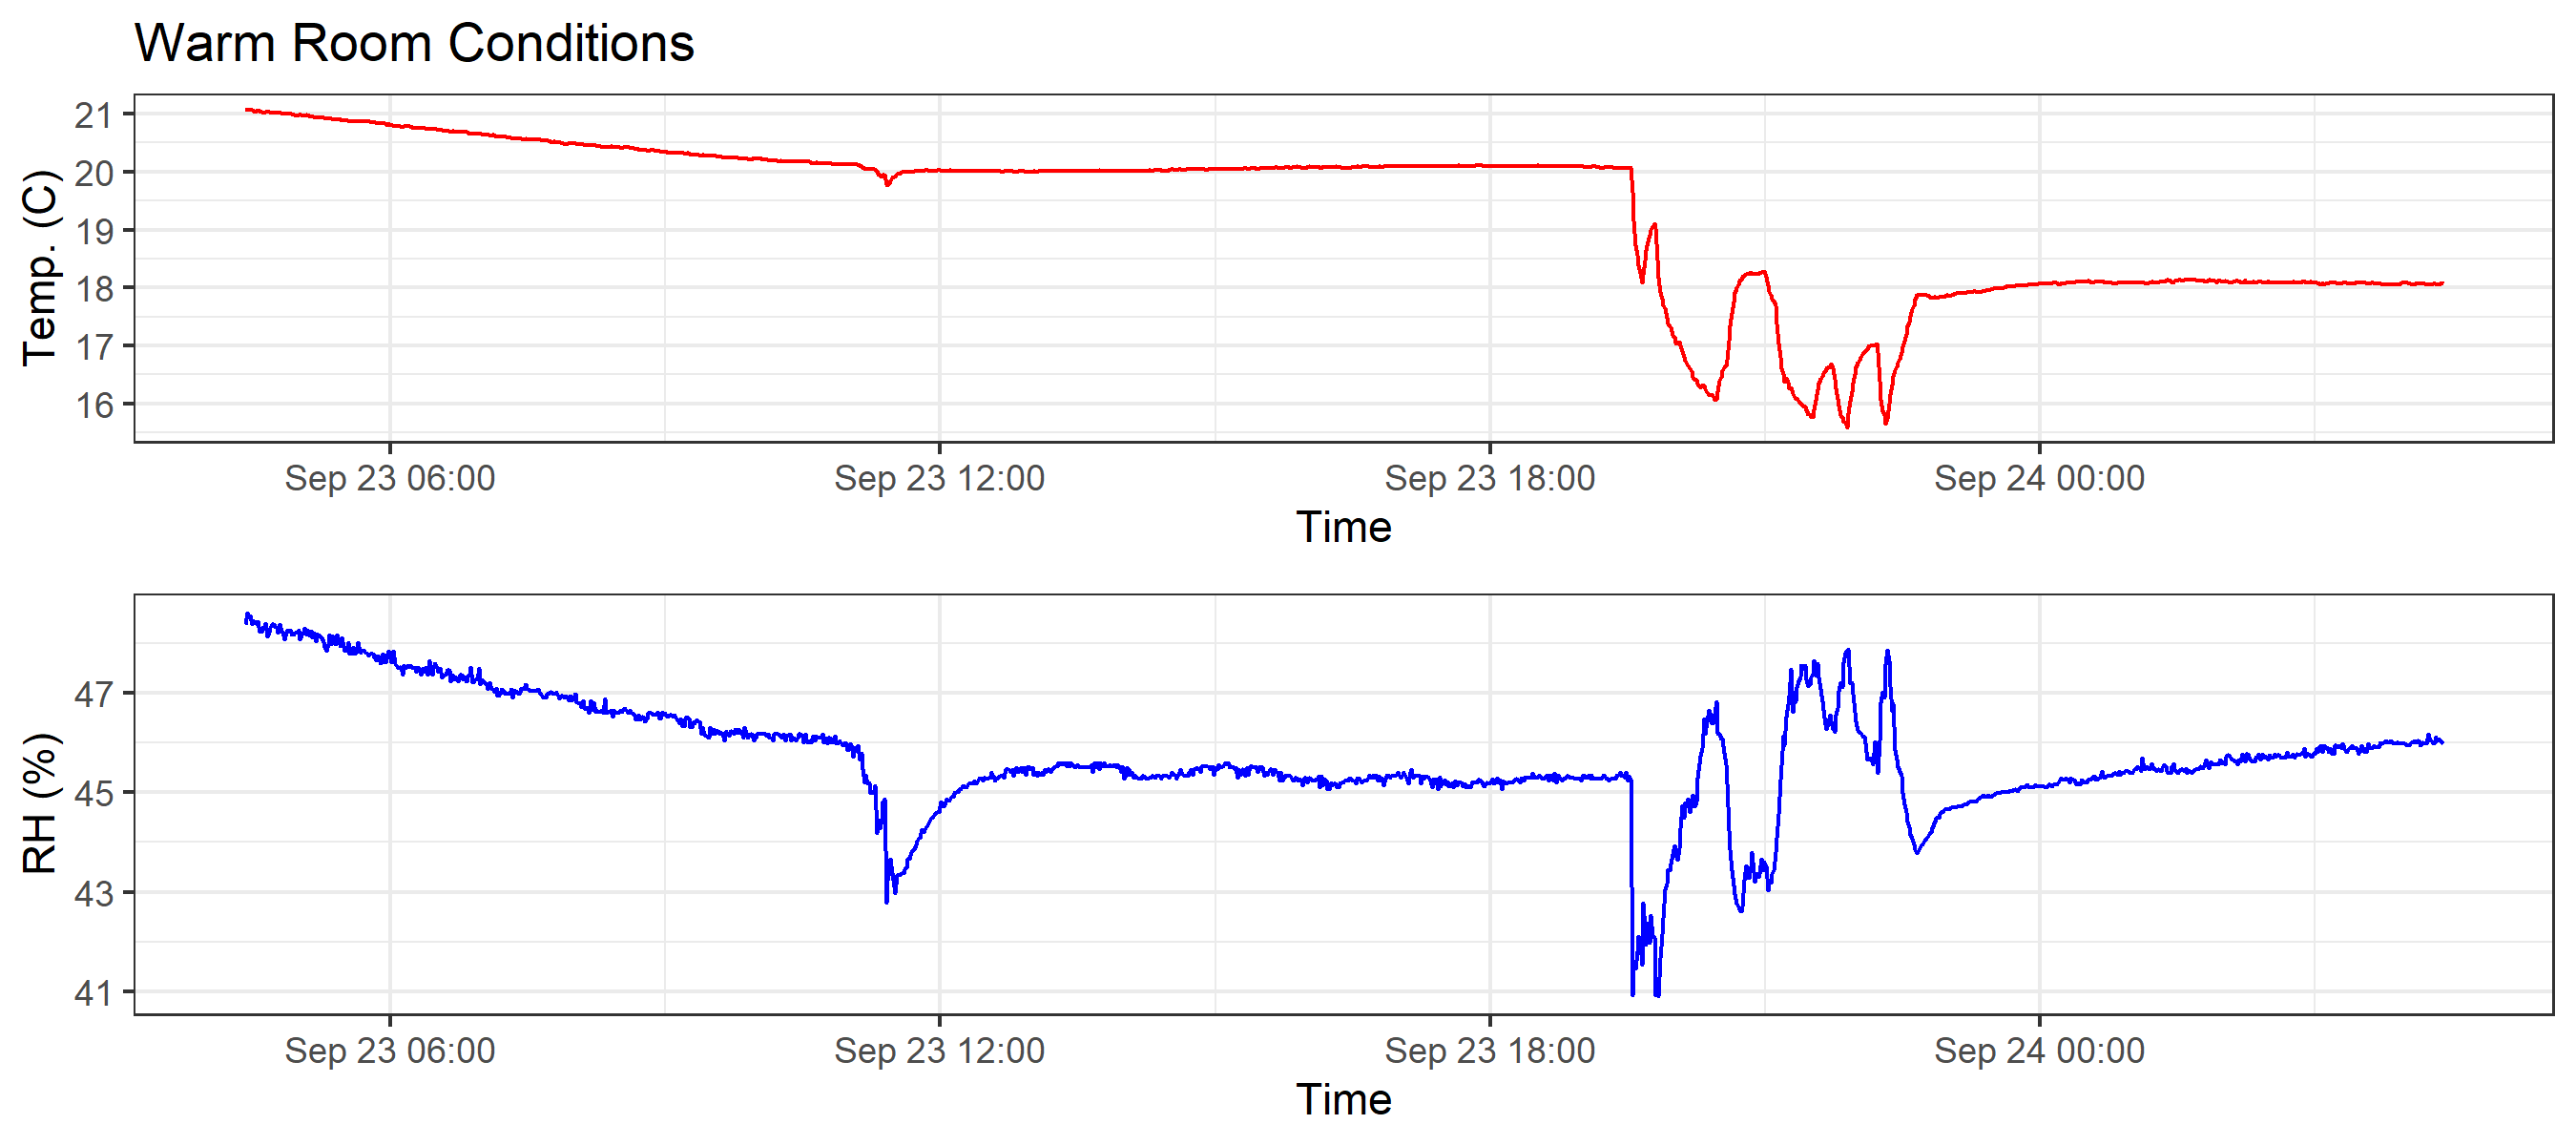 Warm Room Conditions
Temp. (C)
21
20
19
18
17
16
Sep 23 06:00 Sep 23 12:00 Sep 23 18:00 Sep 24 00:00
Time
RH (%)
47
45
43
41
Sep 23 06:00 Sep 23 12:00 Sep 23 18:00 Sep 24 00:00
Time